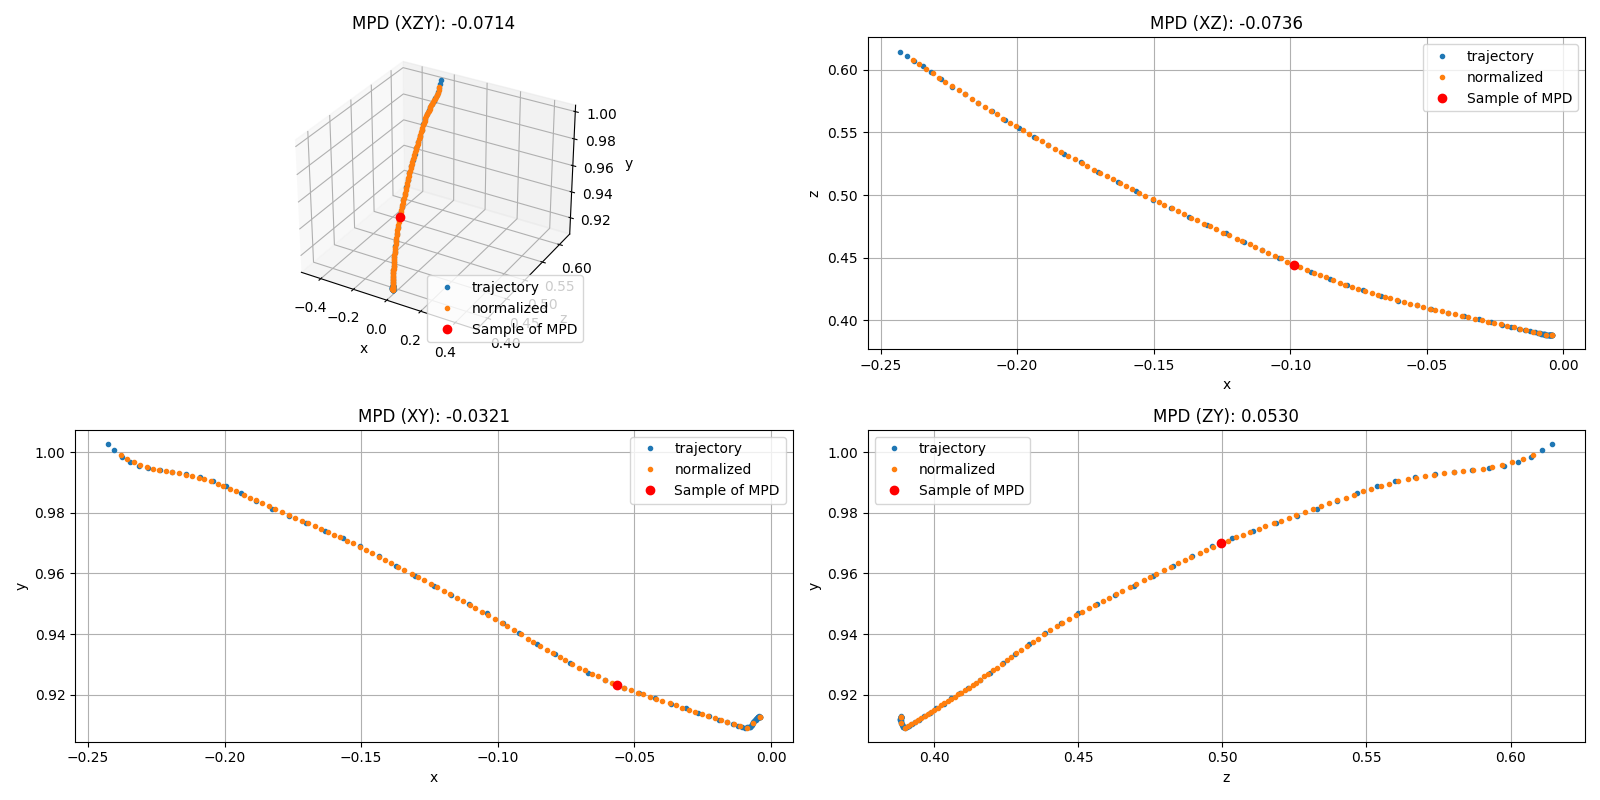 MPD (XZY): -0.0714
1.00
0.98
0.96
0.94
0.92
y
0.60
0.55
0.50
0.45
0.40
z
−0.4
−0.2
0.0
0.2
0.4
x
trajectory
normalized
Sample of MPD
MPD (XZ): -0.0736
trajectory
normalized
Sample of MPD
0.60
0.55
0.50
0.45
0.40
z
−0.25
−0.20
−0.15
−0.10
−0.05
0.00
x
MPD (XY): -0.0321
trajectory
normalized
Sample of MPD
1.00
0.98
0.96
0.94
0.92
y
−0.25
−0.20
−0.15
−0.10
−0.05
0.00
x
MPD (ZY): 0.0530
trajectory
normalized
Sample of MPD
1.00
0.98
0.96
0.94
0.92
y
0.40
0.45
0.50
0.55
0.60
z